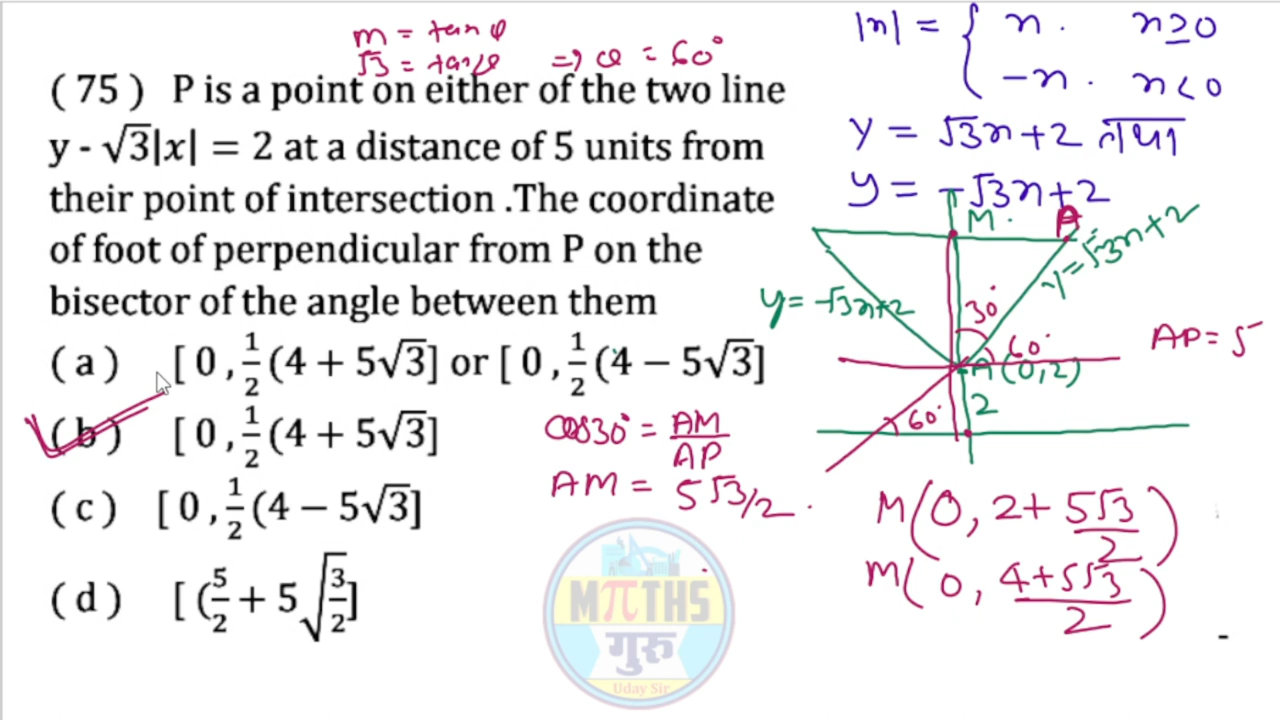 m = tan φ
√3 = tan φ ⇒ φ = 60°
(75) P is a point on either of the two line
y - √3|x| = 2 at a distance of 5 units from
their point of intersection .The coordinate
of foot of perpendicular from P on the
bisector of the angle between them
(a) [ 0 , 1/2 (4 + 5√3] or [ 0 , 1/2 (4 − 5√3]
(b) [ 0 , 1/2 (4 + 5√3]
(c) [ 0 , 1/2 (4 − 5√3]
(d) [ (5/2 + 5 √3/2]
|x| = { x . x ≥ 0
-x . x < 0
y = √3x+2 तथा
y = -√3x+2
M
A
y = √3x+2
y = -√3x+2
30°
60°
A(0,2)
2
60°
AP = 5
cos30° = AM/AP
AM = 5√3/2 .
M(0, 2+ 5√3/2)
M(0, 4+5√3/2)
MπTHS
गुरू
Uday Sir